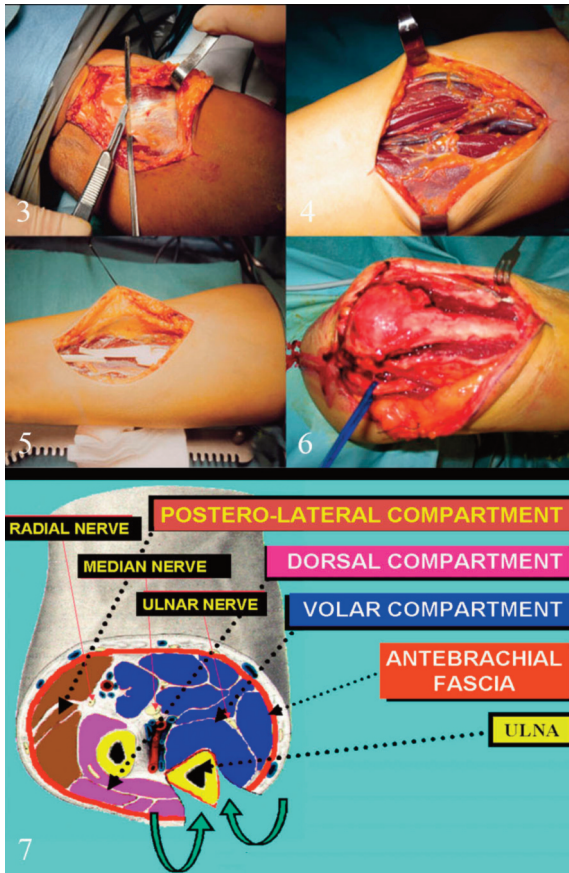 3
4
5
6
RADIAL NERVE
POSTERO-LATERAL COMPARTMENT
MEDIAN NERVE
DORSAL COMPARTMENT
ULNAR NERVE
VOLAR COMPARTMENT
ANTEBRACHIAL
FASCIA
ULNA
7